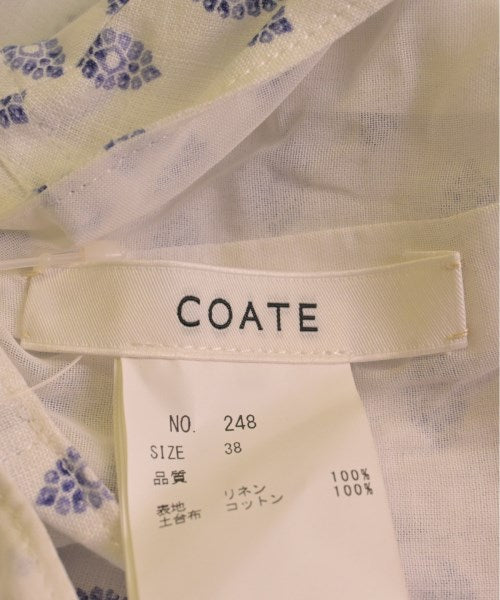 COATE
NO. 248
SIZE 38
品質
表地 リネン 100%
土台布 コットン 100%